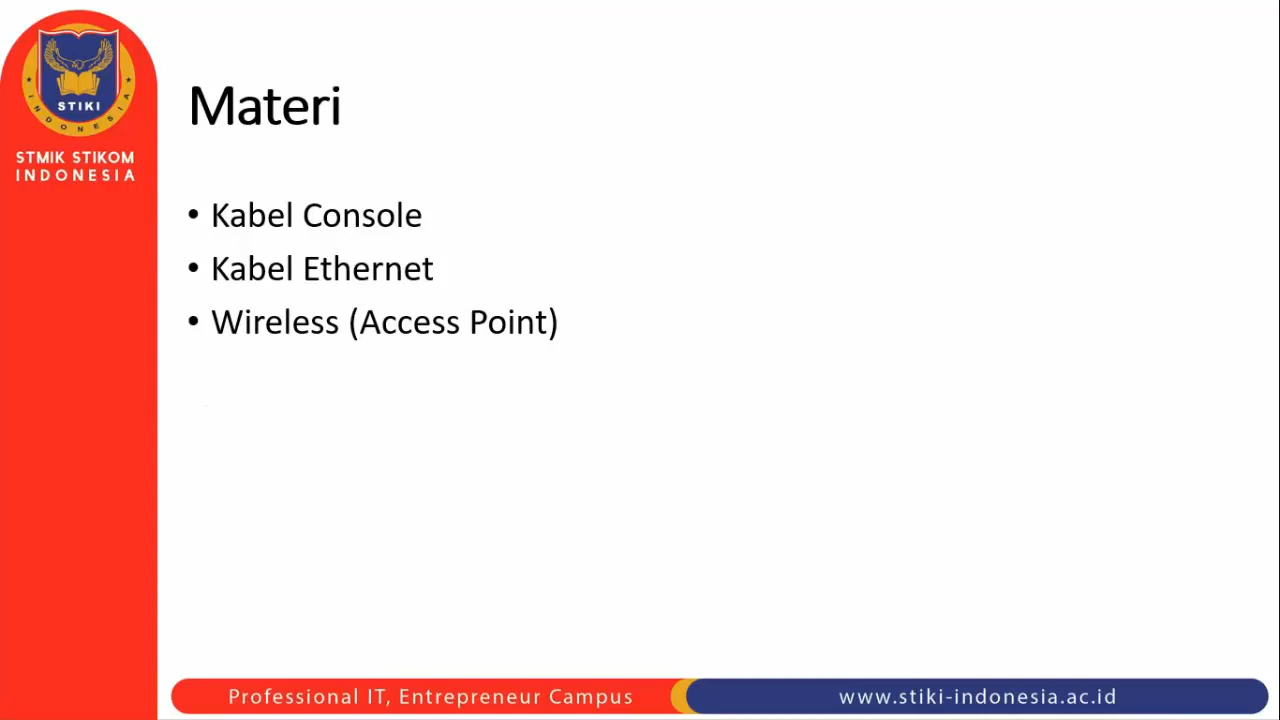 STIKI
INDONESIA
STMIK STIKOM
INDONESIA
Materi
• Kabel Console
• Kabel Ethernet
• Wireless (Access Point)
Professional IT, Entrepreneur Campus
www.stiki-indonesia.ac.id